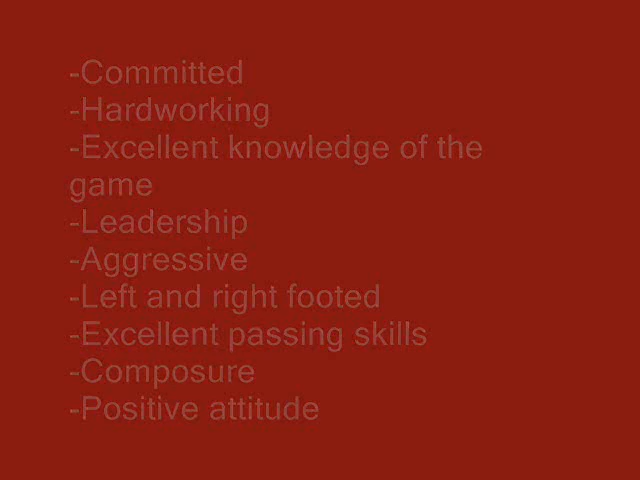 -Committed
-Hardworking
-Excellent knowledge of the
game
-Leadership
-Aggressive
-Left and right footed
-Excellent passing skills
-Composure
-Positive attitude